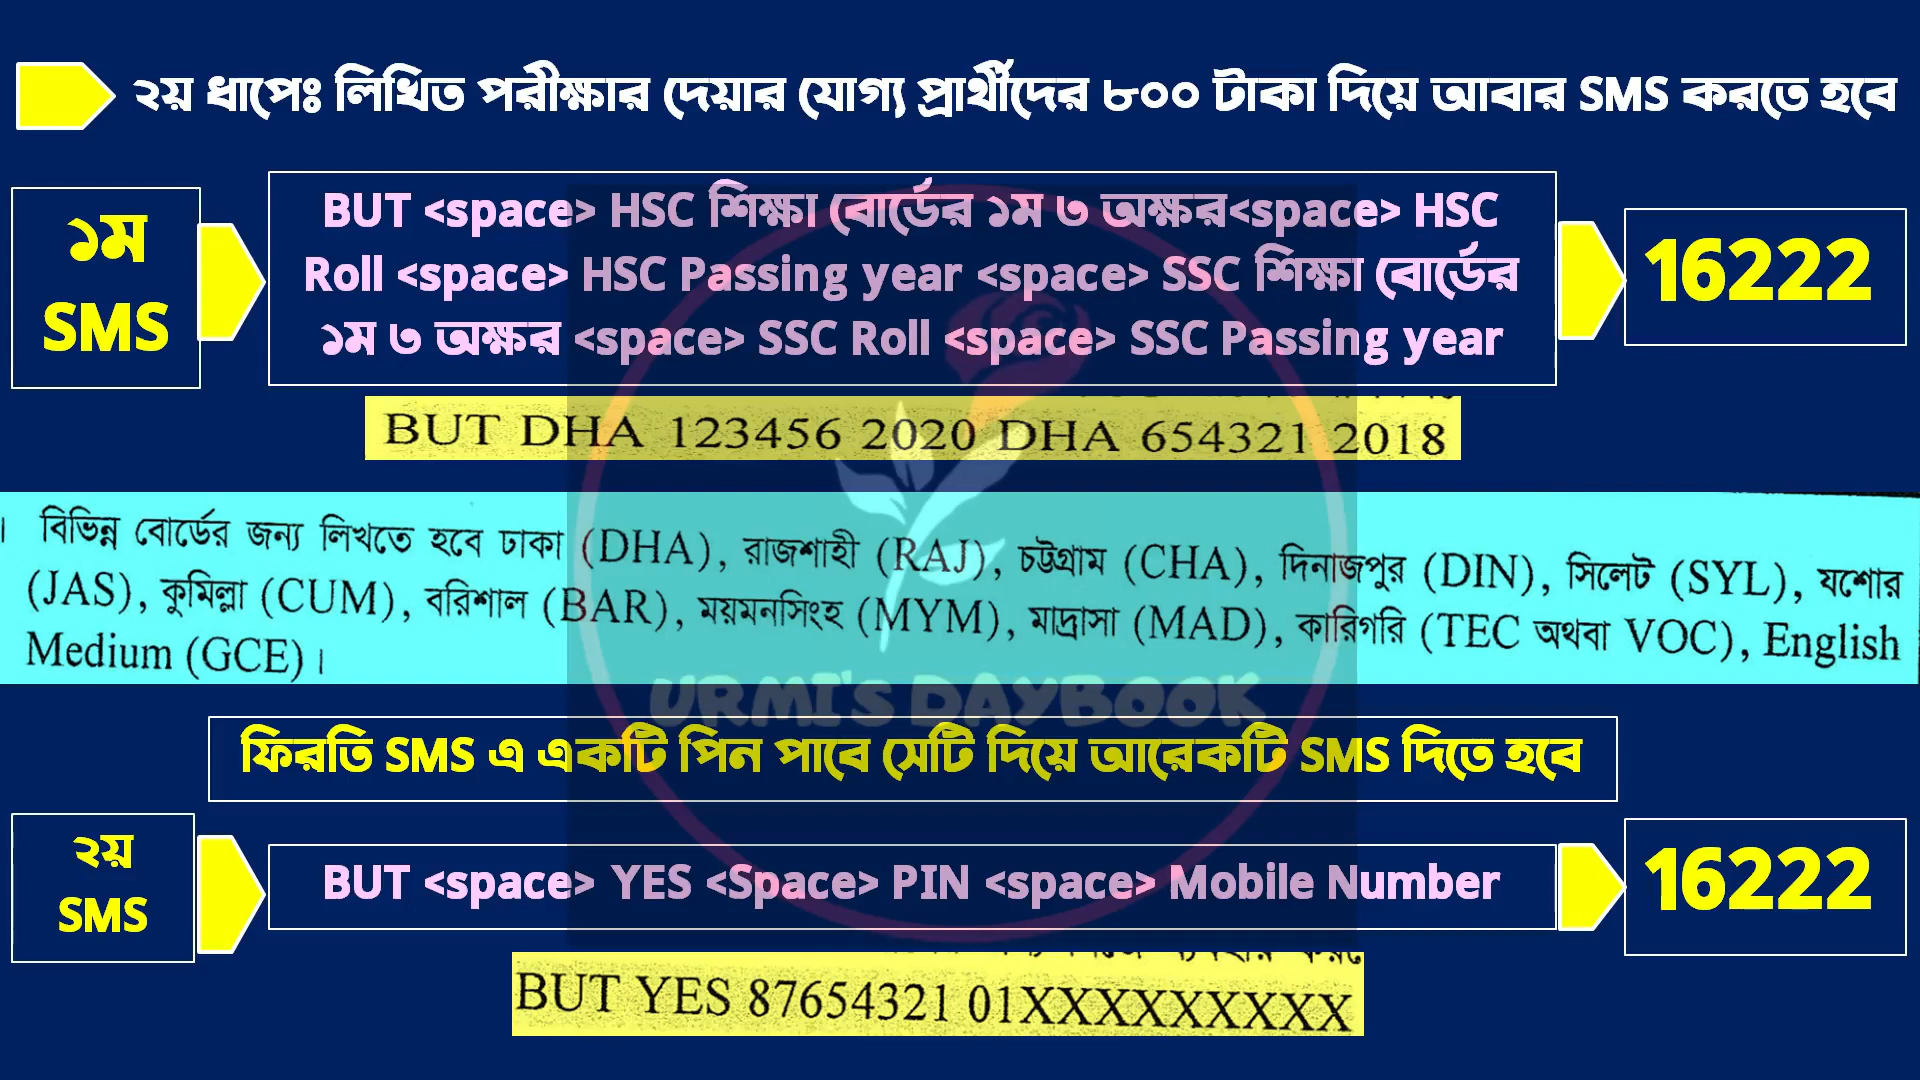 ২য় ধাপেঃ লিখিত পরীক্ষার দেয়ার যোগ্য প্রার্থীদের ৮০০ টাকা দিয়ে আবার SMS করতে হবে
১ম
SMS
BUT <space> HSC শিক্ষা বোর্ডের ১ম ৩ অক্ষর<space> HSC
Roll <space> HSC Passing year <space> SSC শিক্ষা বোর্ডের
১ম ৩ অক্ষর <space> SSC Roll <space> SSC Passing year
16222
BUT DHA 123456 2020 DHA 654321 2018
। বিভিন্ন বোর্ডের জন্য লিখতে হবে ঢাকা (DHA), রাজশাহী (RAJ), চট্টগ্রাম (CHA), দিনাজপুর (DIN), সিলেট (SYL), যশোর
(JAS), কুমিল্লা (CUM), বরিশাল (BAR), ময়মনসিংহ (MYM), মাদ্রাসা (MAD), কারিগরি (TEC অথবা VOC), English
Medium (GCE)।
URMI'S DAYBOOK
ফিরতি SMS এ একটি পিন পাবে সেটি দিয়ে আরেকটি SMS দিতে হবে
২য়
SMS
BUT <space> YES <Space> PIN <space> Mobile Number
16222
BUT YES 87654321 01XXXXXXXXX